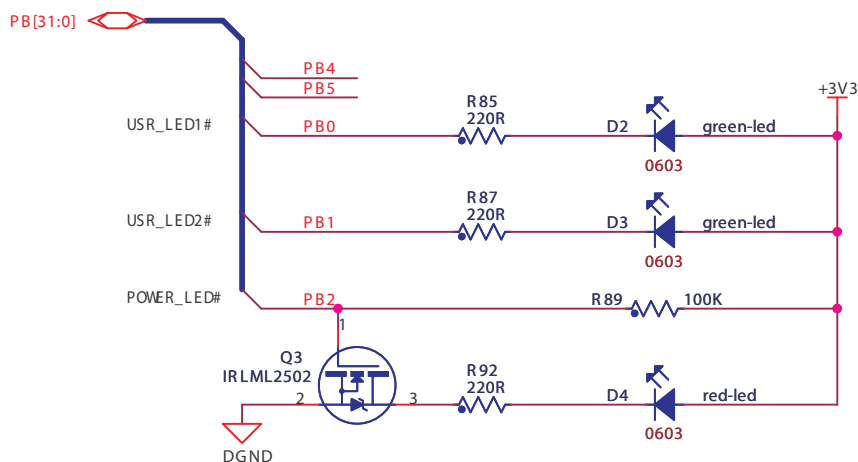 PB[31:0]
PB4
PB5
+3V3
R85
220R
USR_LED1#
PB0
D2
green-led
0603
R87
220R
USR_LED2#
PB1
D3
green-led
0603
POWER_LED#
PB2
R89
100K
1
Q3
IRLML2502
2
3
R92
220R
D4
red-led
0603
DGND